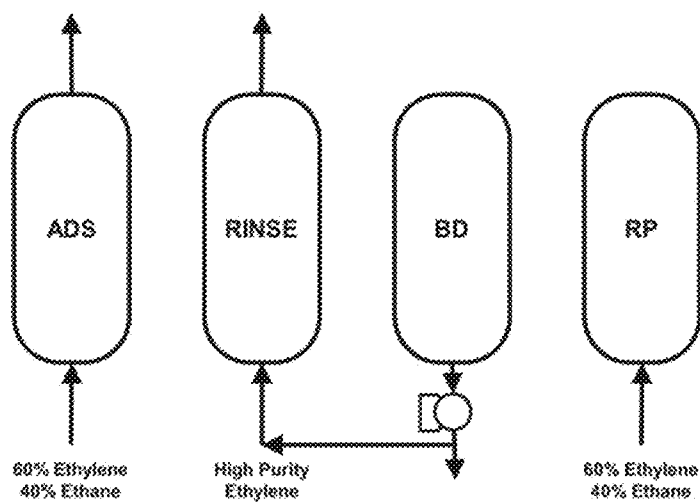 ADS
RINSE
BD
RP
60% Ethylene
40% Ethane
High Purity
Ethylene
60% Ethylene
40% Ethane